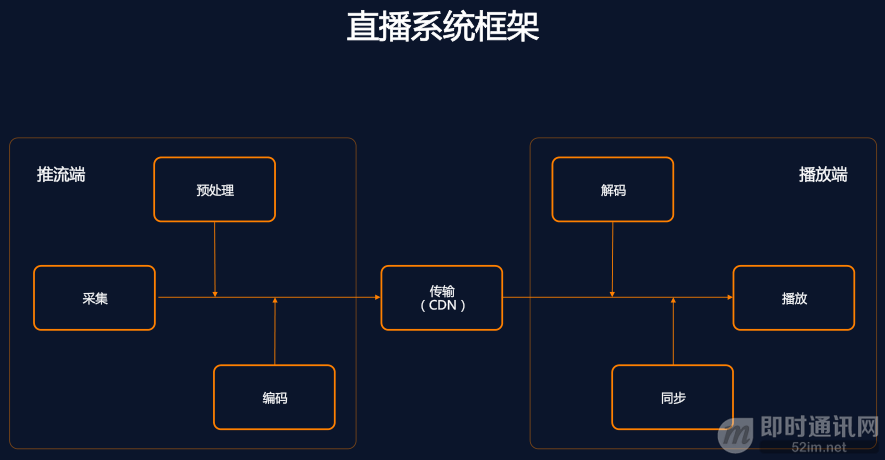 直播系统框架
推流端
预处理
采集
编码
传输
（CDN）
播放端
解码
播放
同步
即时通讯网
52im.net